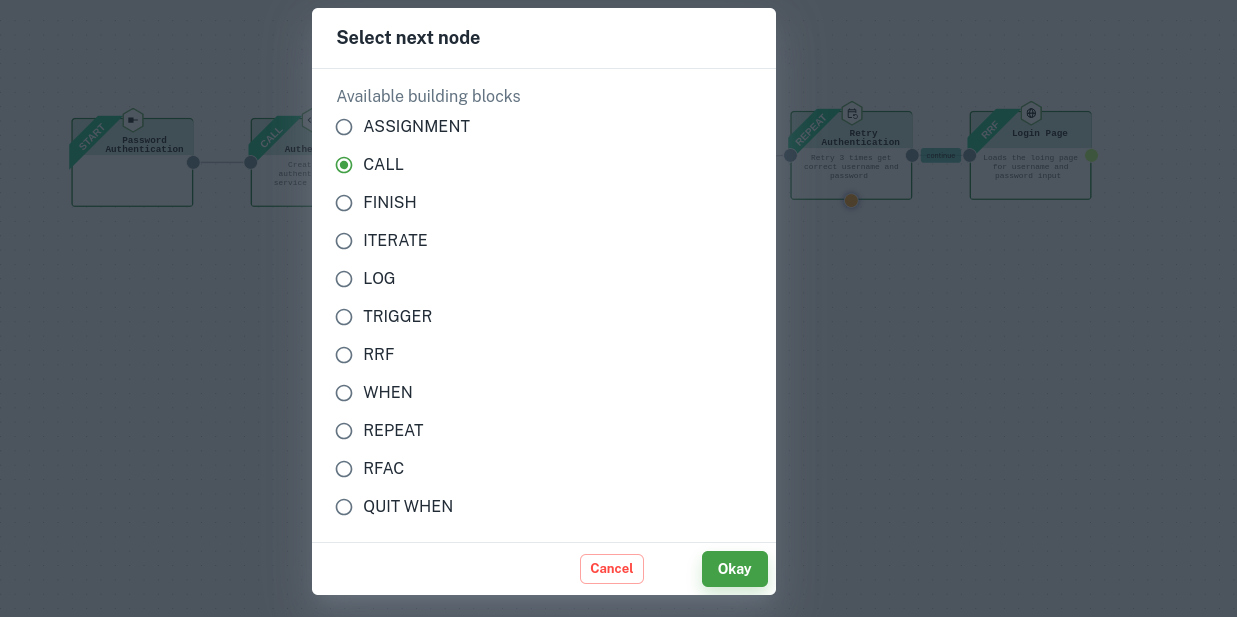 Select next node
Available building blocks
ASSIGNMENT
CALL
FINISH
ITERATE
LOG
TRIGGER
RRF
WHEN
REPEAT
RFAC
QUIT WHEN
Cancel
Okay
START
Password
Authentication
CALL
Authe
Creat
authent
service
REPEAT
Retry
Authentication
Retry 3 times get
correct username and
password
continue
RRF
Login Page
Loads the loing page
for username and
password input